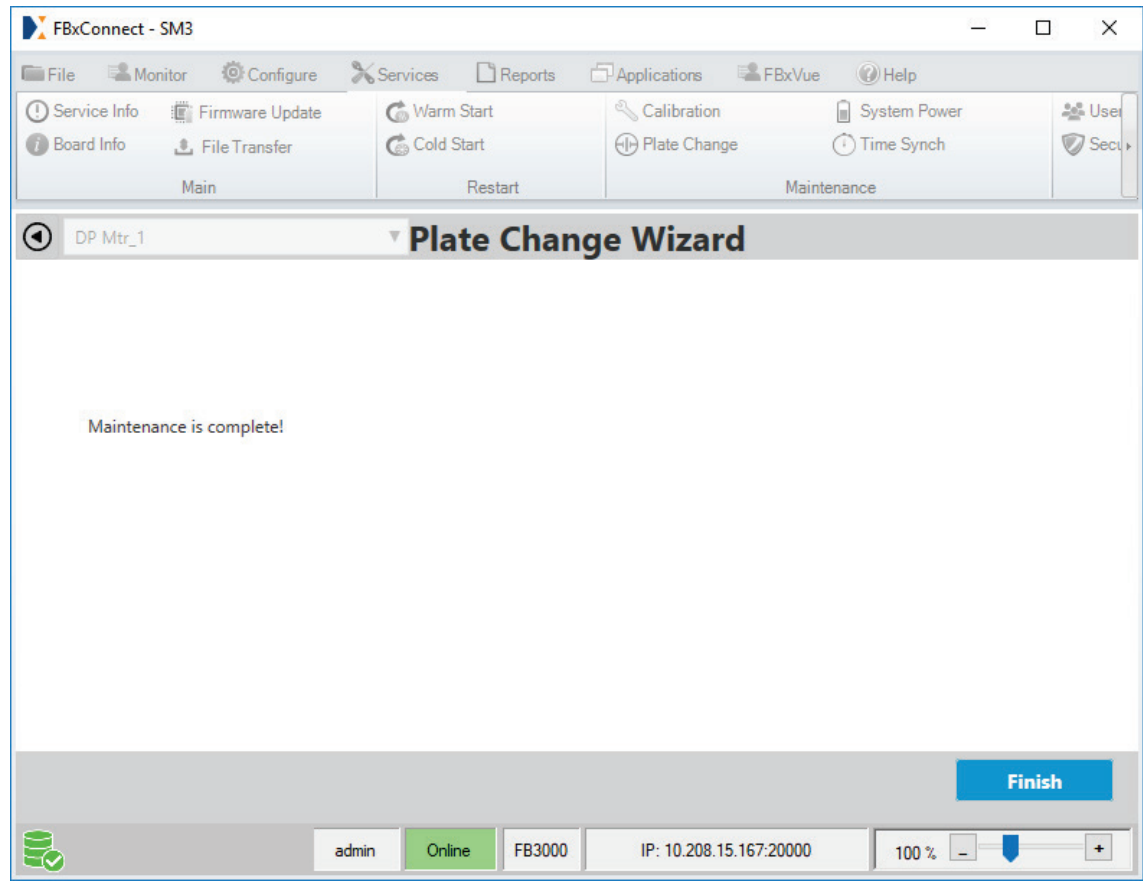 FBxConnect - SM3
File Monitor Configure Services Reports Applications FBxVue Help
Service Info Firmware Update Warm Start Calibration System Power User
Board Info File Transfer Cold Start Plate Change Time Synch Secu
Main Restart Maintenance
DP Mtr_1 Plate Change Wizard
Maintenance is complete!
Finish
admin Online FB3000 IP: 10.208.15.167:20000 100 % - +